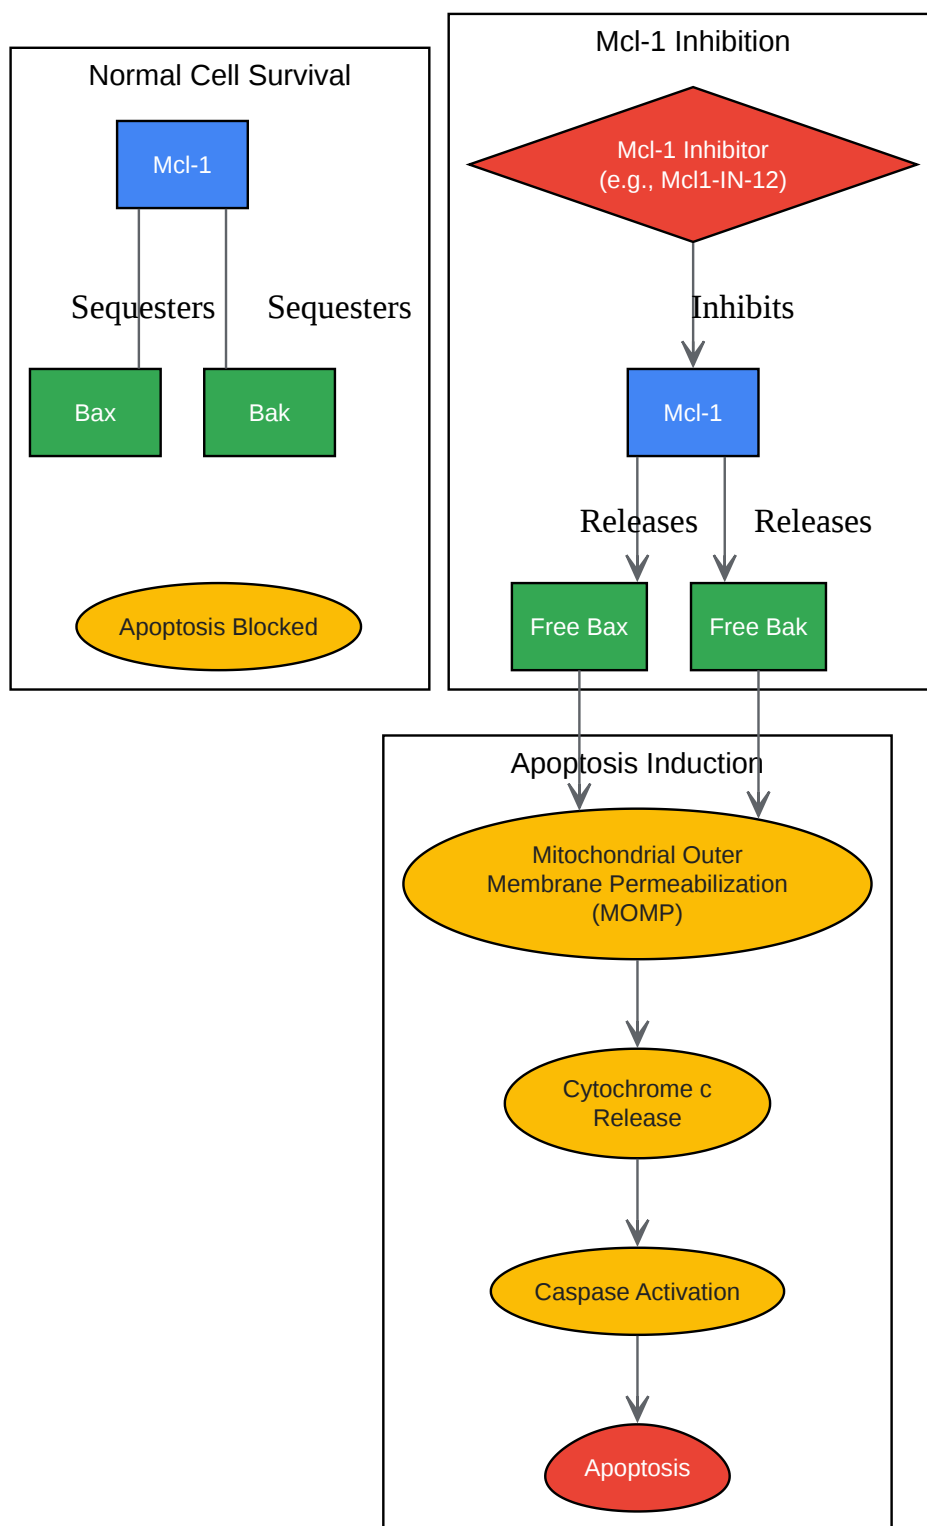 Normal Cell Survival
Mcl-1
Sequesters
Sequesters
Bax
Bak
Apoptosis Blocked
Mcl-1 Inhibition
Mcl-1 Inhibitor
(e.g., Mcl1-IN-12)
Inhibits
Mcl-1
Releases
Releases
Free Bax
Free Bak
Apoptosis Induction
Mitochondrial Outer
Membrane Permeabilization
(MOMP)
Cytochrome c
Release
Caspase Activation
Apoptosis